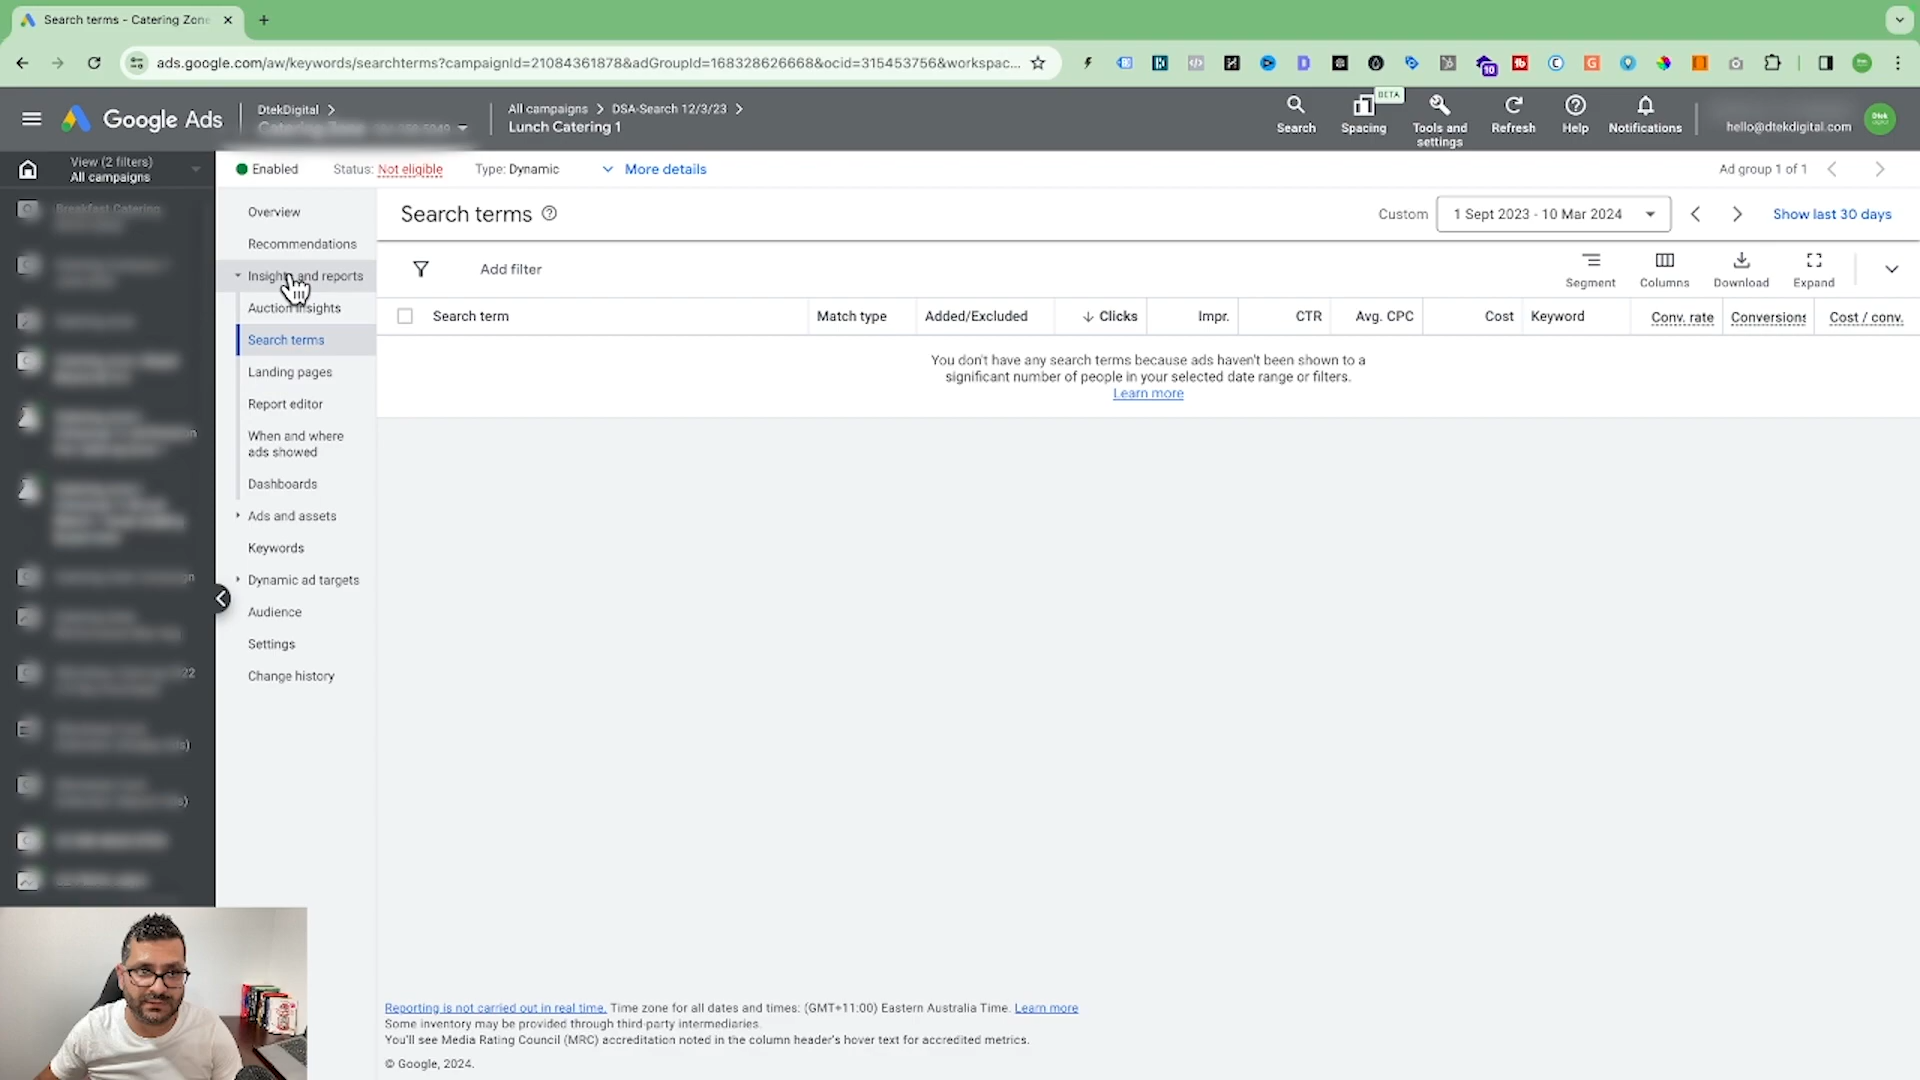 Search terms - Catering Zone
ads.google.com/aw/keywords/searchterms?campaignId=21084361878&adGroupId=168328626668&ocid=315453756&workspac...
10
Google Ads
DtekDigital
All campaigns > DSA-Search 12/3/23 >
Lunch Catering 1
Search
BETA
Spacing
Tools and
settings
Refresh
Help
Notifications
hello@dtekdigital.com
Dtek
View (2 filters)
All campaigns
Enabled
Status: Not eligible
Type: Dynamic
More details
Ad group 1 of 1
Overview
Recommendations
Insights and reports
Auction insights
Search terms
Landing pages
Report editor
When and where
ads showed
Dashboards
Ads and assets
Keywords
Dynamic ad targets
Audience
Settings
Change history
Search terms
Custom
1 Sept 2023 - 10 Mar 2024
Show last 30 days
Add filter
Segment
Columns
Download
Expand
Search term
Match type
Added/Excluded
Clicks
Impr.
CTR
Avg. CPC
Cost
Keyword
Conv. rate
Conversions
Cost / conv.
You don't have any search terms because ads haven't been shown to a
significant number of people in your selected date range or filters.
Learn more
Reporting is not carried out in real time. Time zone for all dates and times: (GMT+11:00) Eastern Australia Time. Learn more
Some inventory may be provided through third-party intermediaries.
You'll see Media Rating Council (MRC) accreditation noted in the column header's hover text for accredited metrics.
© Google, 2024.